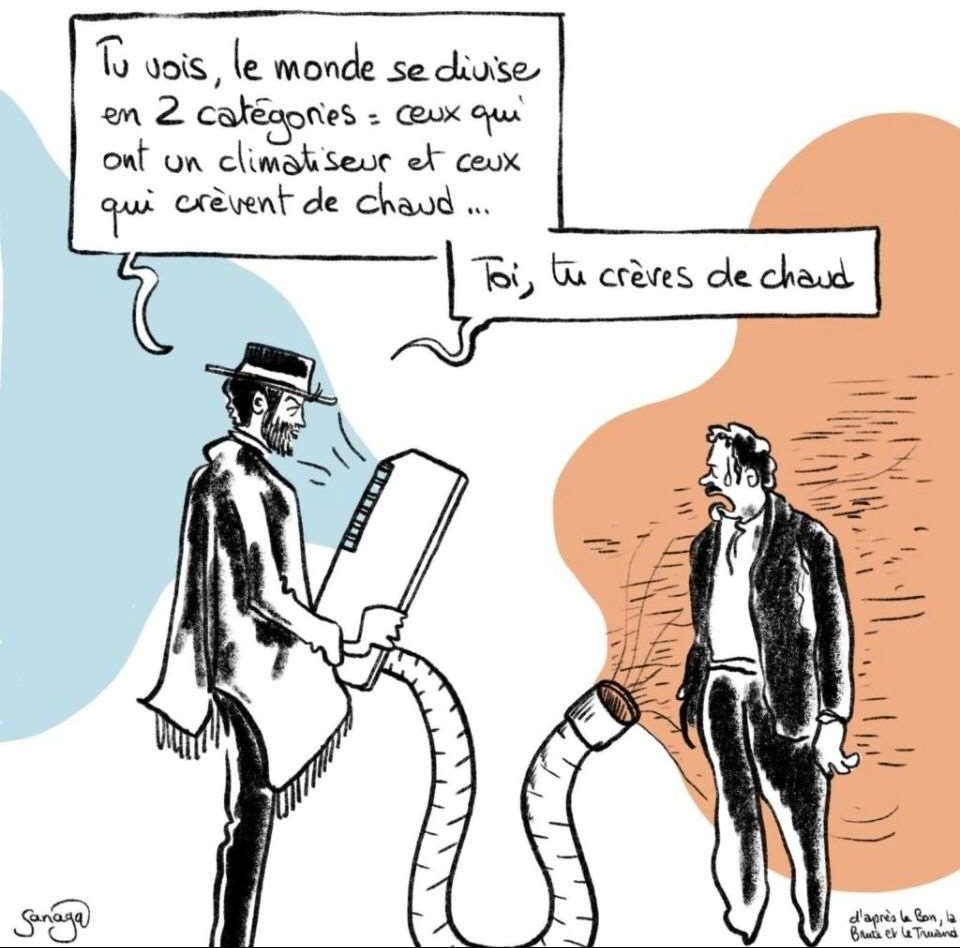 Tu vois, le monde se divise
en 2 catégories = ceux qui
ont un climatiseur et ceux
qui crèvent de chaud ...
Toi, tu crèves de chaud
Sanaga
d'après le Bon, la
Brute et le Truand